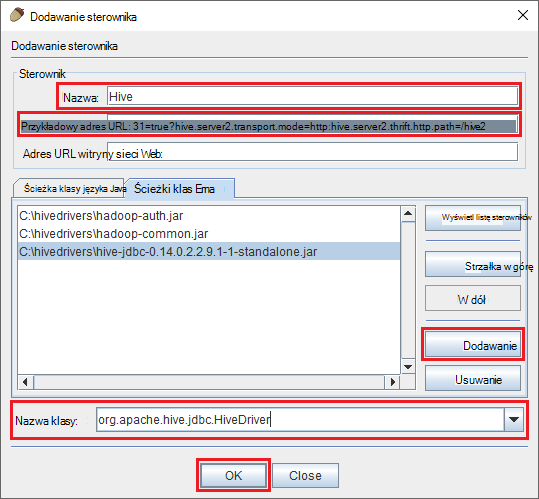 Dodawanie sterownika
Dodawanie sterownika
Sterownik
Nazwa: Hive
Przykładowy adres URL: 31=true?hive.server2.transport.mode=http:hive.server2.thrift.http.path=/hive2
Adres URL witryny sieci Web:
Ścieżka klasy języka Java Ścieżki klas Ema
C:\hivedrivers\hadoop-auth.jar
C:\hivedrivers\hadoop-common.jar
C:\hivedrivers\hive-jdbc-0.14.0.2.2.9.1-1-standalone.jar
Wyświetl listę sterowników
Strzałka w górę
W dół
Dodawanie
Usuwanie
Nazwa klasy: org.apache.hive.jdbc.HiveDriver
OK Close